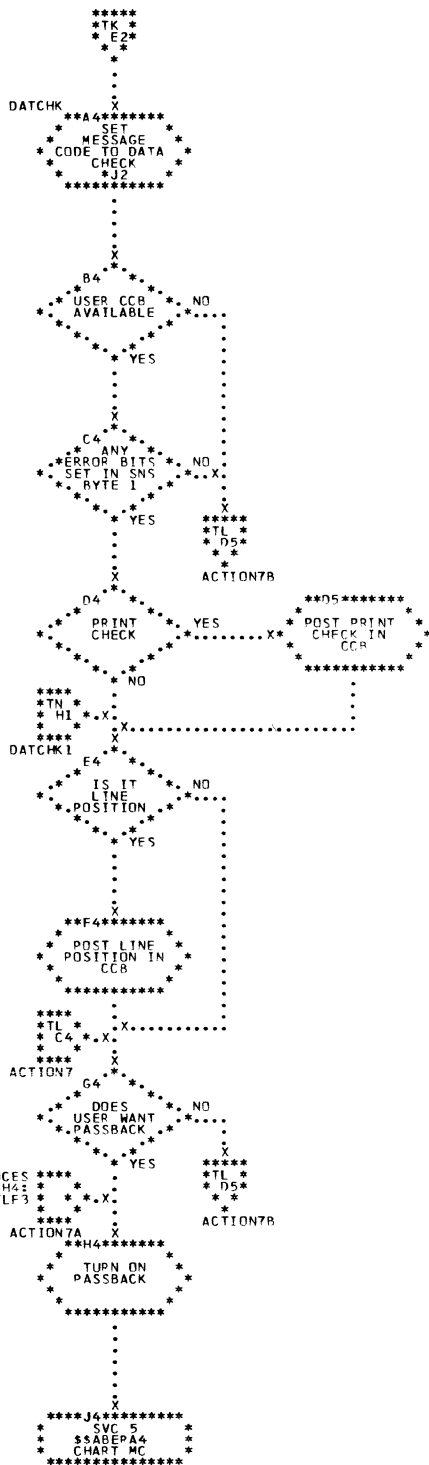 TK
E2
DATCHK
A4
SET
MESSAGE
CODE TO DATA
CHECK
J2
B4
USER CCB
AVAILABLE
NO
YES
C4
ANY
ERROR BITS
SET IN SNS
BYTE 1
NO
YES
TL
D5
ACTION7B
D4
PRINT
CHECK
YES
NO
D5
POST PRINT
CHECK IN
CCB
TN
H1
DATCHK1
E4
IS IT
LINE
POSITION
NO
YES
F4
POST LINE
POSITION IN
CCB
TL
C4
ACTION7
G4
DOES
USER WANT
PASSBACK
NO
YES
TL
D5
ACTION7B
CES
H4:
LF3
ACTION7A
H4
TURN ON
PASSBACK
J4
SVC 5
$$ABERA4
CHART MC